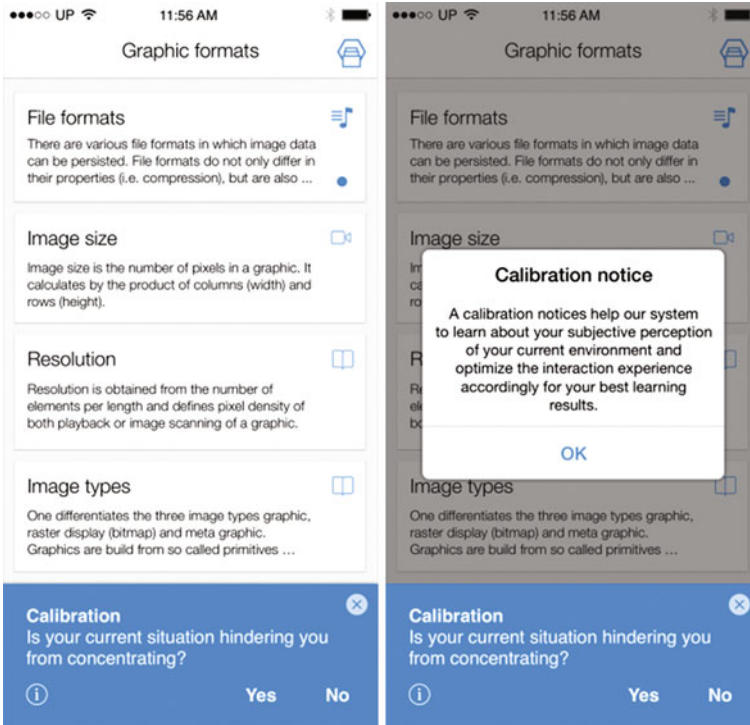 UP 11:56 AM
Graphic formats
File formats
There are various file formats in which image data
can be persisted. File formats do not only differ in
their properties (i.e. compression), but are also ...
Image size
Image size is the number of pixels in a graphic. It
calculates by the product of columns (width) and
rows (height).
Resolution
Resolution is obtained from the number of
elements per length and defines pixel density of
both playback or image scanning of a graphic.
Image types
One differentiates the three image types graphic,
raster display (bitmap) and meta graphic.
Graphics are build from so called primitives ...
Calibration
Is your current situation hindering you
from concentrating?
Yes No
UP 11:56 AM
Graphic formats
File formats
There are various file formats in which image data
can be persisted. File formats do not only differ in
their properties (i.e. compression), but are also ...
Image size
Calibration notice
A calibration notices help our system
to learn about your subjective perception
of your current environment and
optimize the interaction experience
accordingly for your best learning
results.
OK
Image types
One differentiates the three image types graphic,
raster display (bitmap) and meta graphic.
Graphics are build from so called primitives ...
Calibration
Is your current situation hindering you
from concentrating?
Yes No